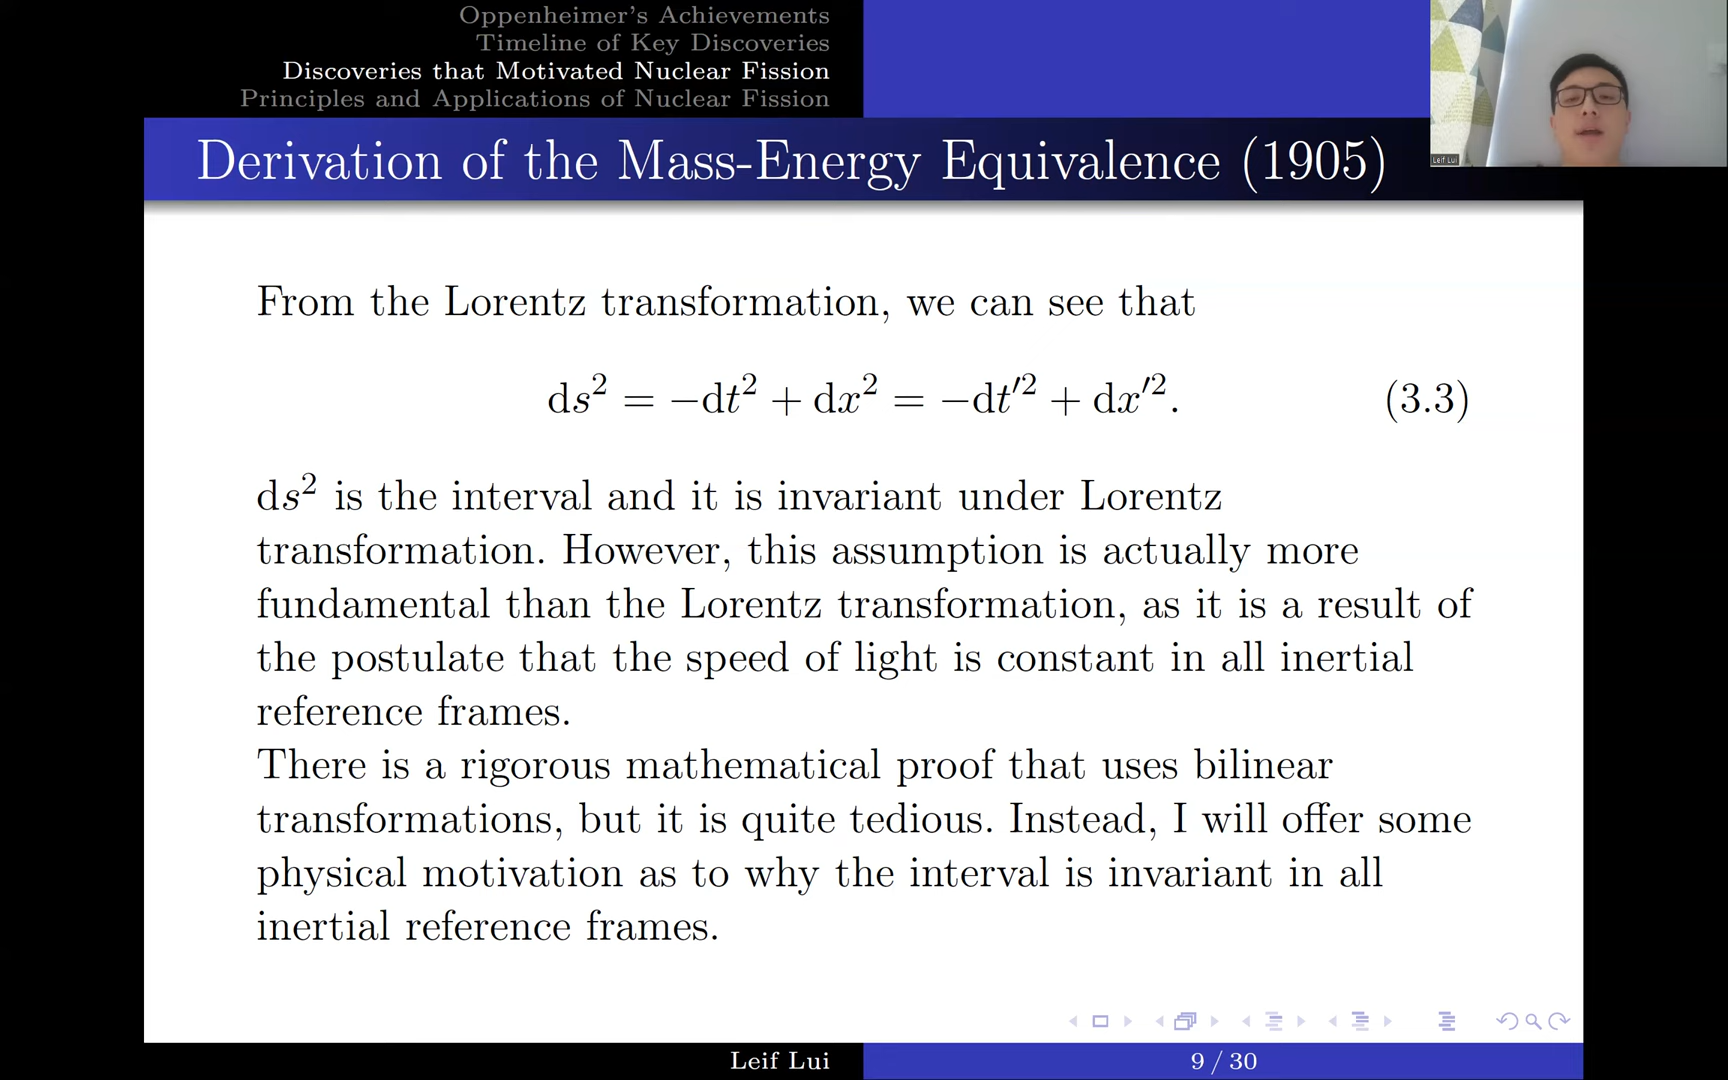 Oppenheimer's Achievements
Timeline of Key Discoveries
Discoveries that Motivated Nuclear Fission
Principles and Applications of Nuclear Fission
Derivation of the Mass-Energy Equivalence (1905)
Leif Lui
From the Lorentz transformation, we can see that
ds² = −dt² + dx² = −dt′² + dx′². (3.3)
ds² is the interval and it is invariant under Lorentz
transformation. However, this assumption is actually more
fundamental than the Lorentz transformation, as it is a result of
the postulate that the speed of light is constant in all inertial
reference frames.
There is a rigorous mathematical proof that uses bilinear
transformations, but it is quite tedious. Instead, I will offer some
physical motivation as to why the interval is invariant in all
inertial reference frames.
Leif Lui
9 / 30